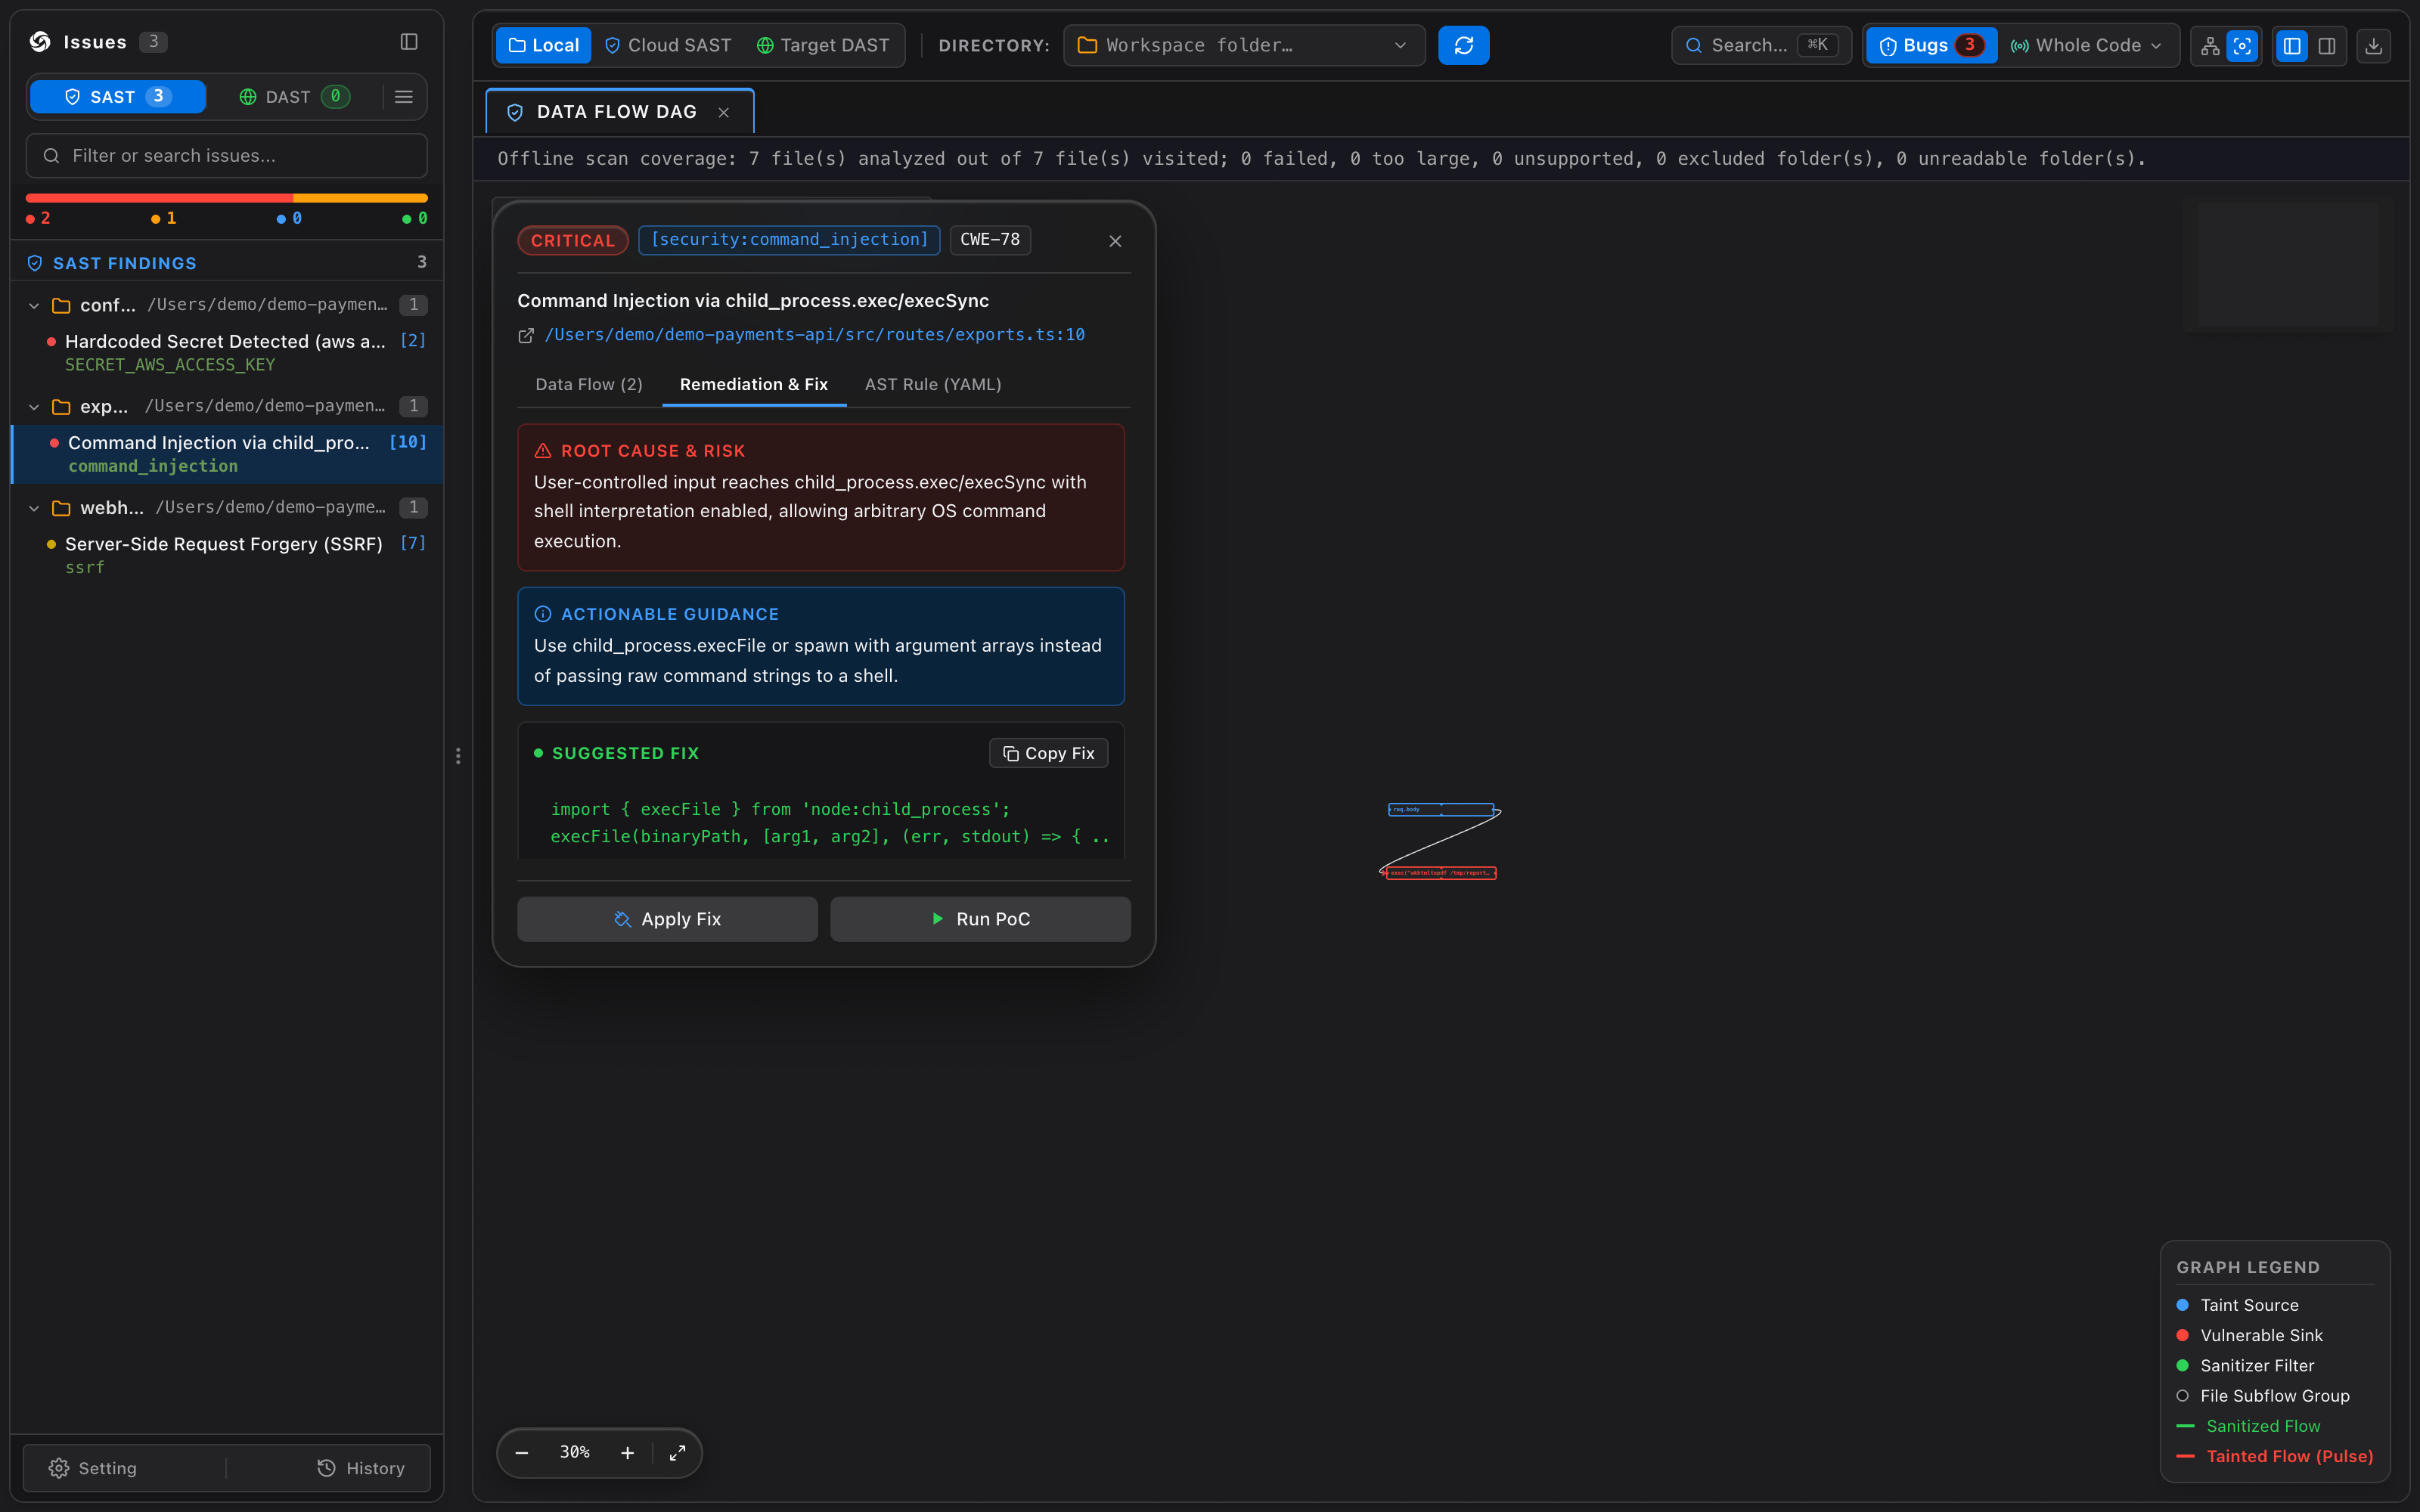 Issues 3
SAST 3 DAST 0
Filter or search issues...
2 1 0 0
SAST FINDINGS 3
conf... /Users/demo/demo-paymen... 1
Hardcoded Secret Detected (aws a... [2]
SECRET_AWS_ACCESS_KEY
exp... /Users/demo/demo-paymen... 1
Command Injection via child_pro... [10]
command_injection
webh... /Users/demo/demo-payme... 1
Server-Side Request Forgery (SSRF) [7]
ssrf
Setting History
Local Cloud SAST Target DAST DIRECTORY: Workspace folder… Search... ⌘K Bugs 3 Whole Code
DATA FLOW DAG
Offline scan coverage: 7 file(s) analyzed out of 7 file(s) visited; 0 failed, 0 too large, 0 unsupported, 0 excluded folder(s), 0 unreadable folder(s).
CRITICAL [security:command_injection] CWE-78
Command Injection via child_process.exec/execSync
/Users/demo/demo-payments-api/src/routes/exports.ts:10
Data Flow (2) Remediation & Fix AST Rule (YAML)
ROOT CAUSE & RISK
User-controlled input reaches child_process.exec/execSync with
shell interpretation enabled, allowing arbitrary OS command
execution.
ACTIONABLE GUIDANCE
Use child_process.execFile or spawn with argument arrays instead
of passing raw command strings to a shell.
SUGGESTED FIX Copy Fix
import { execFile } from 'node:child_process';
execFile(binaryPath, [arg1, arg2], (err, stdout) => { ..
Apply Fix Run PoC
req.body
exec("wkhtmltopdf /tmp/report…
30%
GRAPH LEGEND
Taint Source
Vulnerable Sink
Sanitizer Filter
File Subflow Group
Sanitized Flow
Tainted Flow (Pulse)